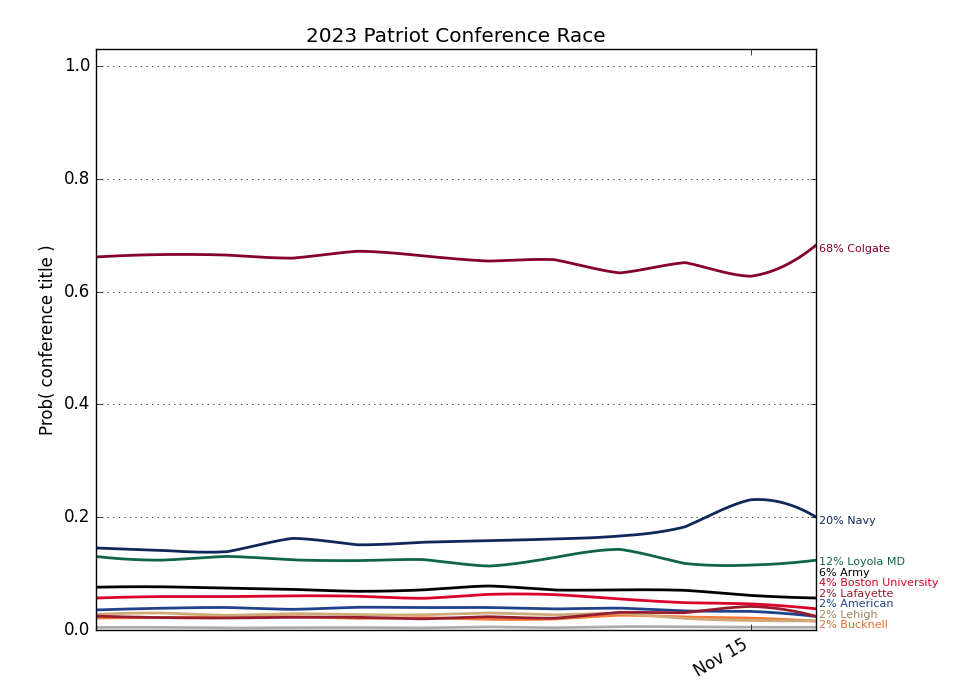 2023 Patriot Conference Race
Prob( conference title )
1.0
0.8
0.6
0.4
0.2
0.0
68% Colgate
20% Navy
12% Loyola MD
6% Army
4% Boston University
2% Lafayette
2% American
2% Lehigh
2% Bucknell
Nov 15